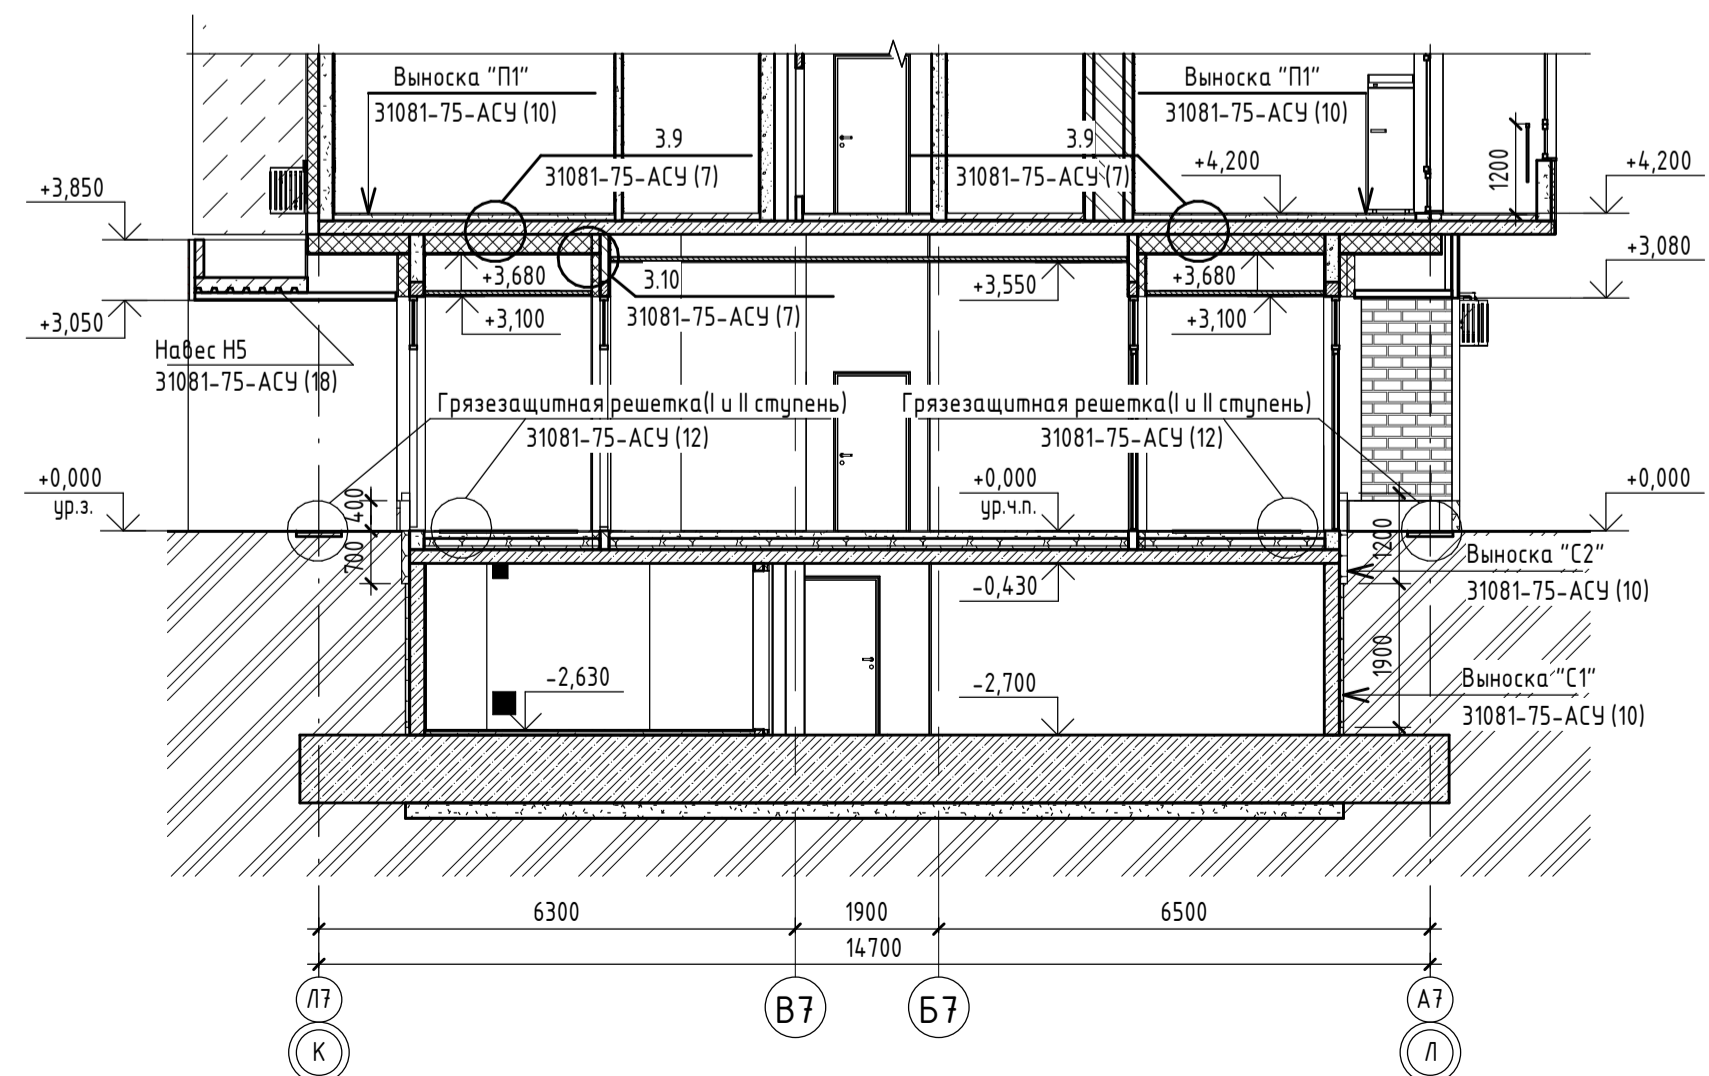 Выноска "П1"
31081-75-АСУ (10)
Выноска "П1"
31081-75-АСУ (10)
3.9
31081-75-АСУ (7)
3.9
31081-75-АСУ (7)
+4,200
1200
+4,200
+3,850
+3,080
+3,680
3.10
31081-75-АСУ (7)
+3,550
+3,680
+3,050
+3,100
+3,100
Навес Н5
31081-75-АСУ (18)
Грязезащитная решетка(I и II ступень)
31081-75-АСУ (12)
Грязезащитная решетка(I и II ступень)
31081-75-АСУ (12)
+0,000
ур.з.
400
700
+0,000
ур.ч.п.
+0,000
1200
Выноска "С2"
31081-75-АСУ (10)
-0,430
1900
-2,630
-2,700
Выноска "С1"
31081-75-АСУ (10)
6300
1900
6500
14700
Л7
В7
Б7
А7
К
Л